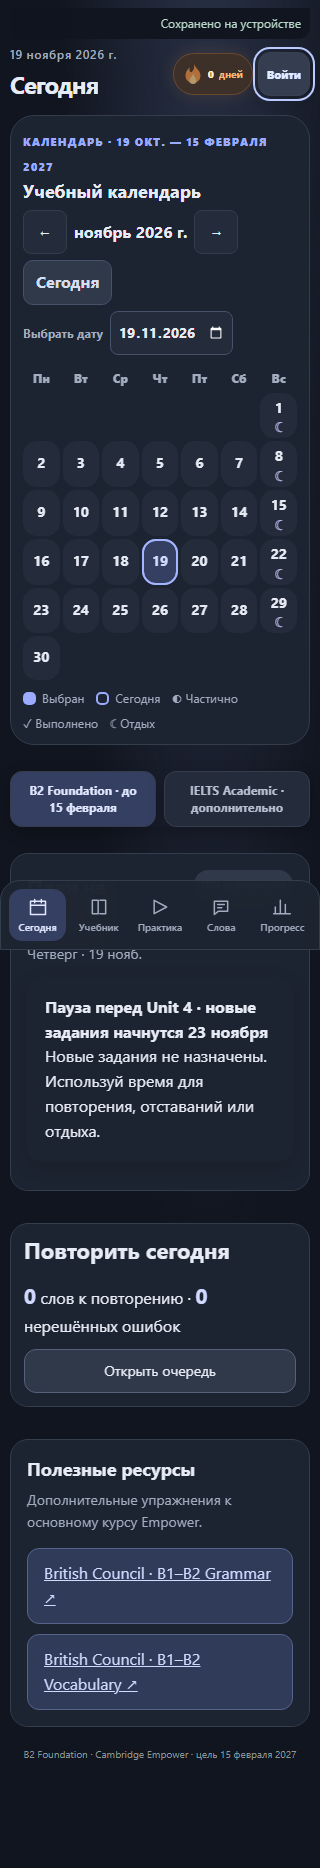 Сохранено на устройстве
19 ноября 2026 г.
Сегодня
0 дней
Войти
КАЛЕНДАРЬ · 19 ОКТ. — 15 ФЕВРАЛЯ
2027
Учебный календарь
← ноябрь 2026 г. →
Сегодня
Выбрать дату 19.11.2026
Пн Вт Ср Чт Пт Сб Вс
1
☾
2 3 4 5 6 7 8
☾
9 10 11 12 13 14 15
☾
16 17 18 19 20 21 22
☾
23 24 25 26 27 28 29
☾
30
Выбран Сегодня ◐ Частично
✓ Выполнено ☾ Отдых
B2 Foundation · до
15 февраля
IELTS Academic ·
дополнительно
Сегодня Учебник Практика Слова Прогресс
Четверг · 19 нояб.
Пауза перед Unit 4 · новые
задания начнутся 23 ноября
Новые задания не назначены.
Используй время для
повторения, отставаний или
отдыха.
Повторить сегодня
0 слов к повторению · 0
нерешённых ошибок
Открыть очередь
Полезные ресурсы
Дополнительные упражнения к
основному курсу Empower.
British Council · B1–B2 Grammar
↗
British Council · B1–B2
Vocabulary ↗
B2 Foundation · Cambridge Empower · цель 15 февраля 2027